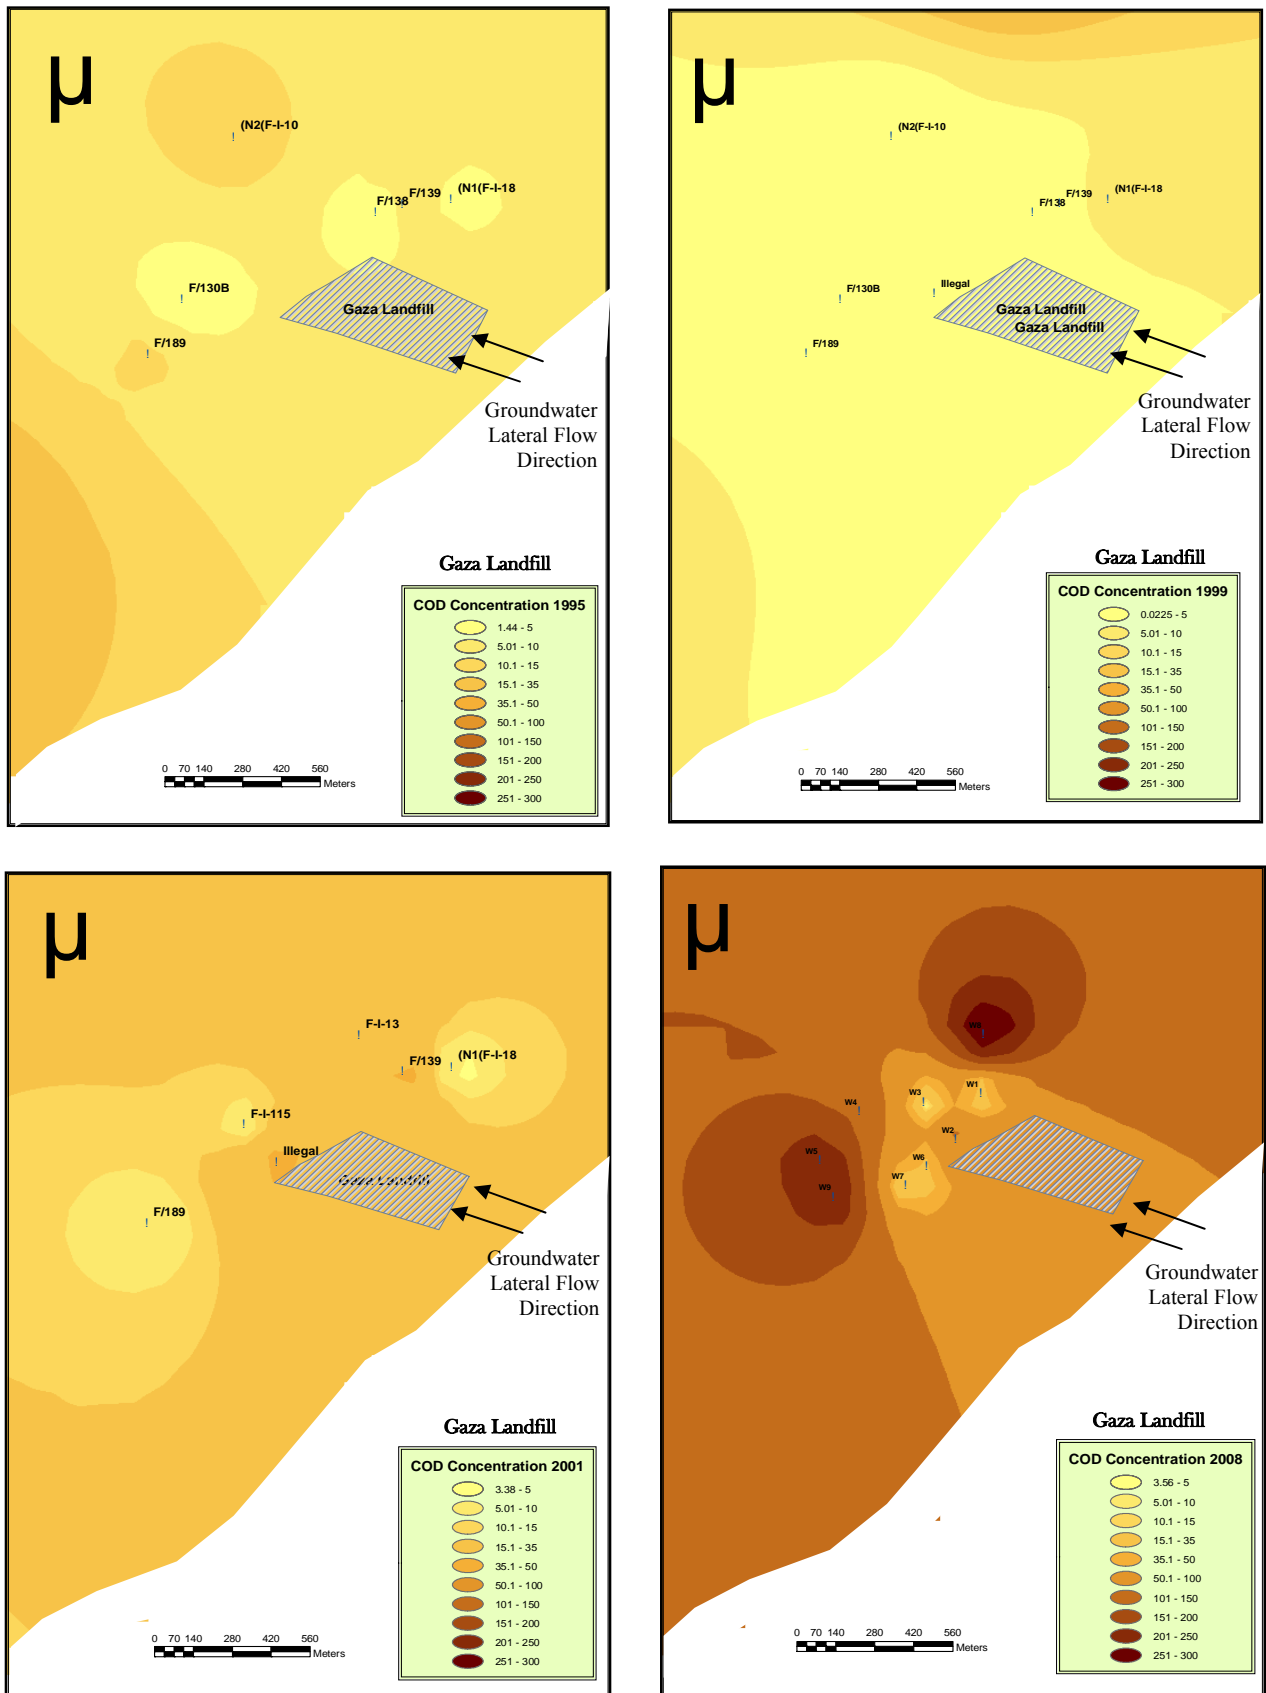 µ
(N2(F-I-10
F/139
(N1(F-I-18
F/138
F/130B
Gaza Landfill
F/189
Groundwater
Lateral Flow
Direction
Gaza Landfill
COD Concentration 1995
1.44 - 5
5.01 - 10
10.1 - 15
15.1 - 35
35.1 - 50
50.1 - 100
101 - 150
151 - 200
201 - 250
251 - 300
0 70 140 280 420 560
Meters
µ
(N2(F-I-10
F/139
(N1(F-I-18
F/138
Illegal
F/130B
Gaza Landfill
Gaza Landfill
F/189
Groundwater
Lateral Flow
Direction
Gaza Landfill
COD Concentration 1999
0.0225 - 5
5.01 - 10
10.1 - 15
15.1 - 35
35.1 - 50
50.1 - 100
101 - 150
151 - 200
201 - 250
251 - 300
0 70 140 280 420 560
Meters
µ
F-I-13
F/139
(N1(F-I-18
F-I-115
Illegal
Gaza Landfill
F/189
Groundwater
Lateral Flow
Direction
Gaza Landfill
COD Concentration 2001
3.38 - 5
5.01 - 10
10.1 - 15
15.1 - 35
35.1 - 50
50.1 - 100
101 - 150
151 - 200
201 - 250
251 - 300
0 70 140 280 420 560
Meters
µ
W8
W1
W3
W4
W2
W5
W6
W7
W9
Groundwater
Lateral Flow
Direction
Gaza Landfill
COD Concentration 2008
3.56 - 5
5.01 - 10
10.1 - 15
15.1 - 35
35.1 - 50
50.1 - 100
101 - 150
151 - 200
201 - 250
251 - 300
0 70 140 280 420 560
Meters